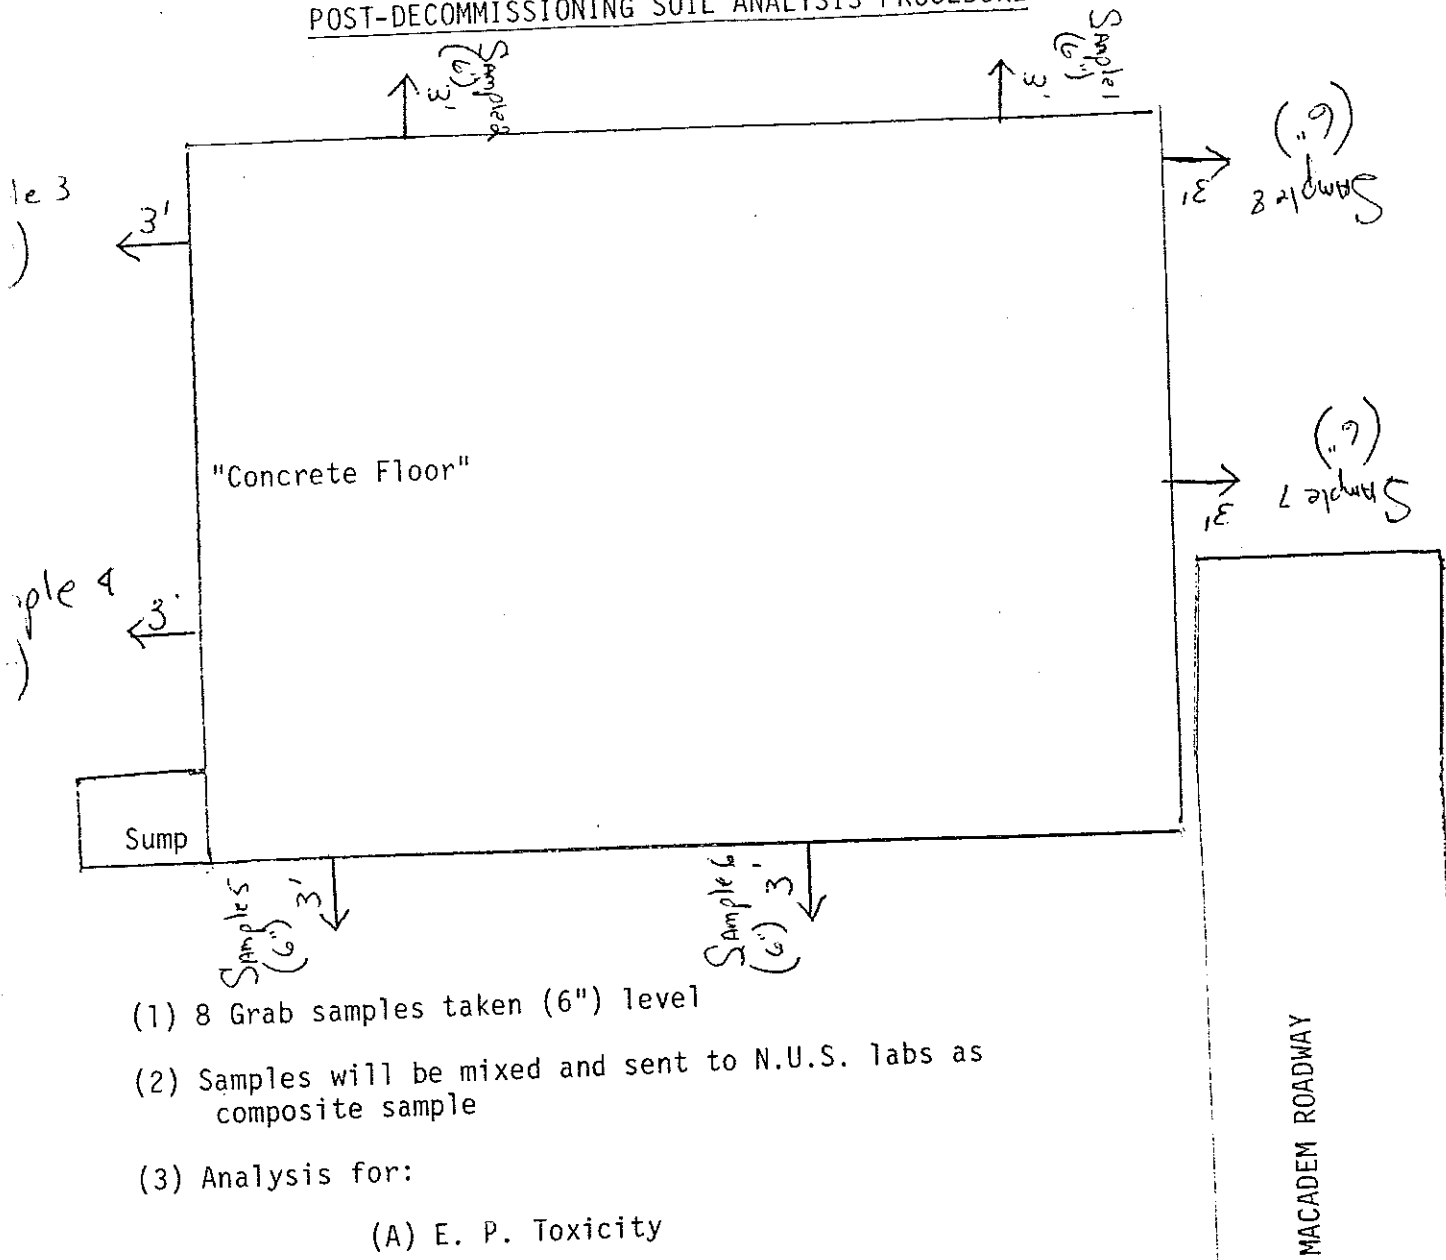 POST-DECOMMISSIONING SOIL ANALYSIS PROCEDURE
Sample 2
(6")
3'
Sample 1
(6")
3'
Sample 8
(6")
3'
le 3
)
3'
Sample 7
(6")
3'
"Concrete Floor"
ple 4
)
3'
Sump
Sample 5
(6")
3'
Sample 6
(6")
3'
(1) 8 Grab samples taken (6") level
(2) Samples will be mixed and sent to N.U.S. labs as
composite sample
(3) Analysis for:
(A) E. P. Toxicity
MACADEM ROADWAY